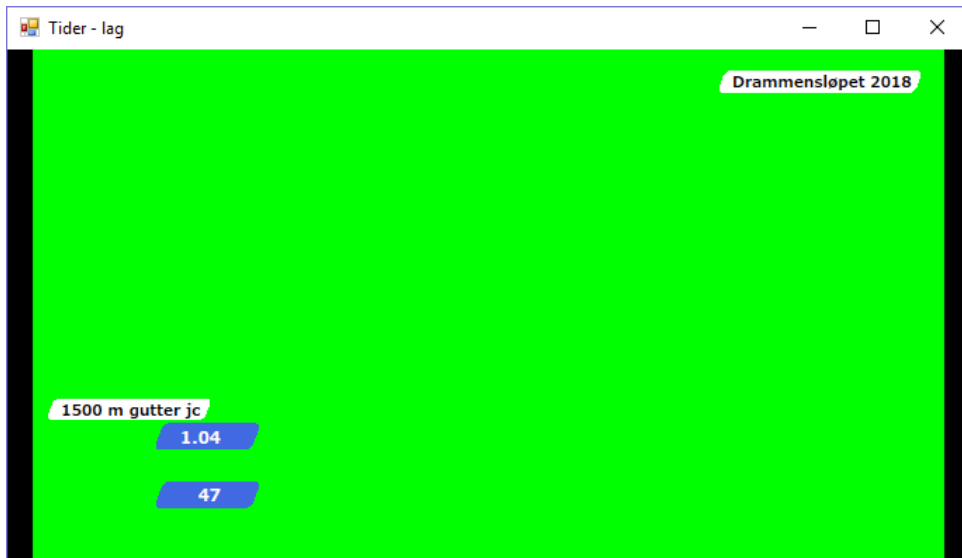 Tider - lag
Drammensløpet 2018
1500 m gutter jc
1.04
47